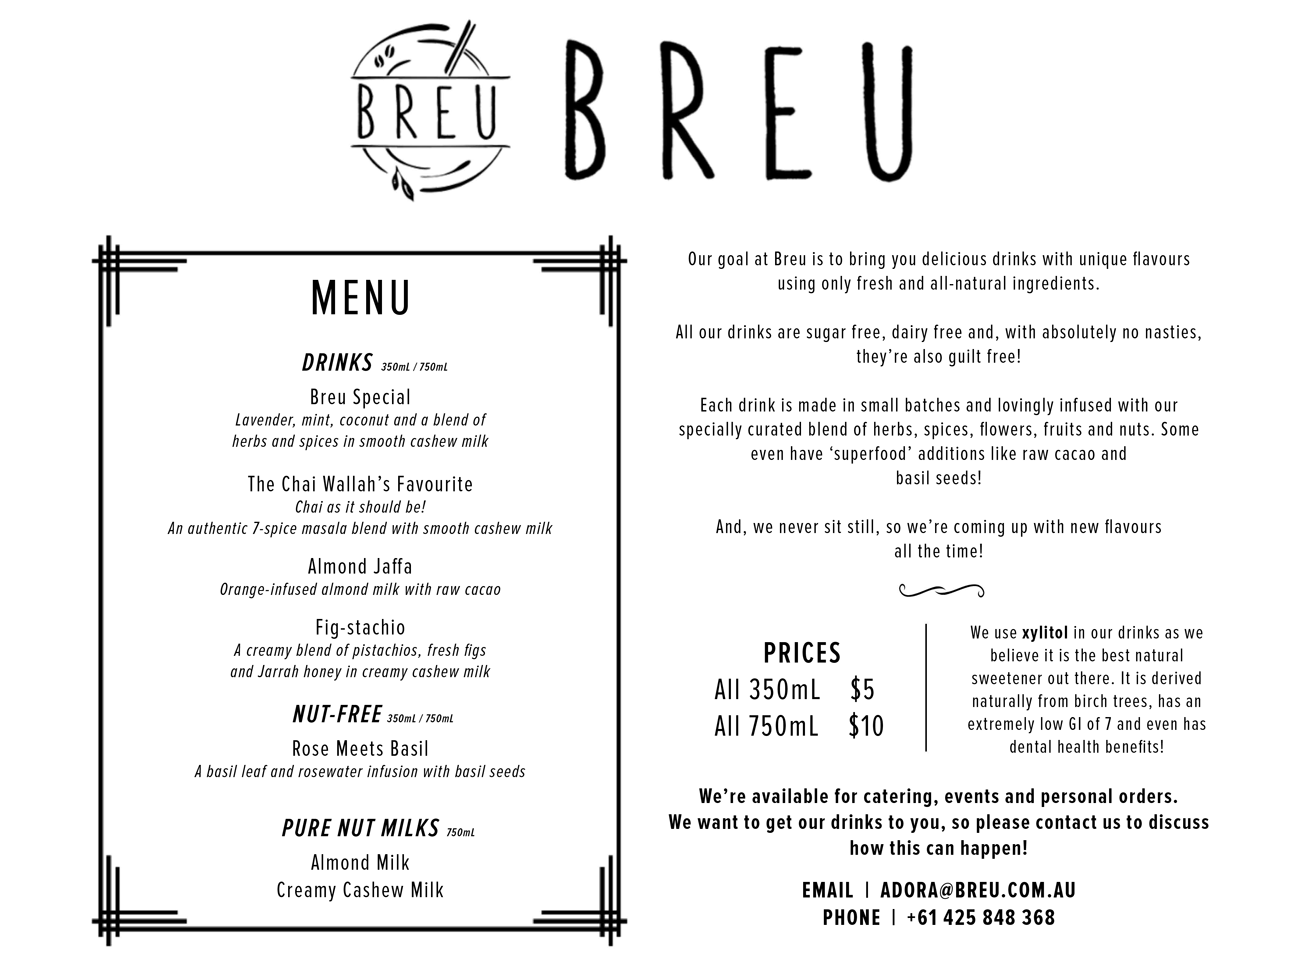 BREU
BREU
MENU
DRINKS 350mL / 750mL
Breu Special
Lavender, mint, coconut and a blend of
herbs and spices in smooth cashew milk
The Chai Wallah's Favourite
Chai as it should be!
An authentic 7-spice masala blend with smooth cashew milk
Almond Jaffa
Orange-infused almond milk with raw cacao
Fig-stachio
A creamy blend of pistachios, fresh figs
and Jarrah honey in creamy cashew milk
NUT-FREE 350mL / 750mL
Rose Meets Basil
A basil leaf and rosewater infusion with basil seeds
PURE NUT MILKS 750mL
Almond Milk
Creamy Cashew Milk
Our goal at Breu is to bring you delicious drinks with unique flavours
using only fresh and all-natural ingredients.
All our drinks are sugar free, dairy free and, with absolutely no nasties,
they're also guilt free!
Each drink is made in small batches and lovingly infused with our
specially curated blend of herbs, spices, flowers, fruits and nuts. Some
even have ‘superfood’ additions like raw cacao and
basil seeds!
And, we never sit still, so we're coming up with new flavours
all the time!
PRICES
All 350mL $5
All 750mL $10
We use xylitol in our drinks as we
believe it is the best natural
sweetener out there. It is derived
naturally from birch trees, has an
extremely low GI of 7 and even has
dental health benefits!
We're available for catering, events and personal orders.
We want to get our drinks to you, so please contact us to discuss
how this can happen!
EMAIL | ADORA@BREU.COM.AU
PHONE | +61 425 848 368